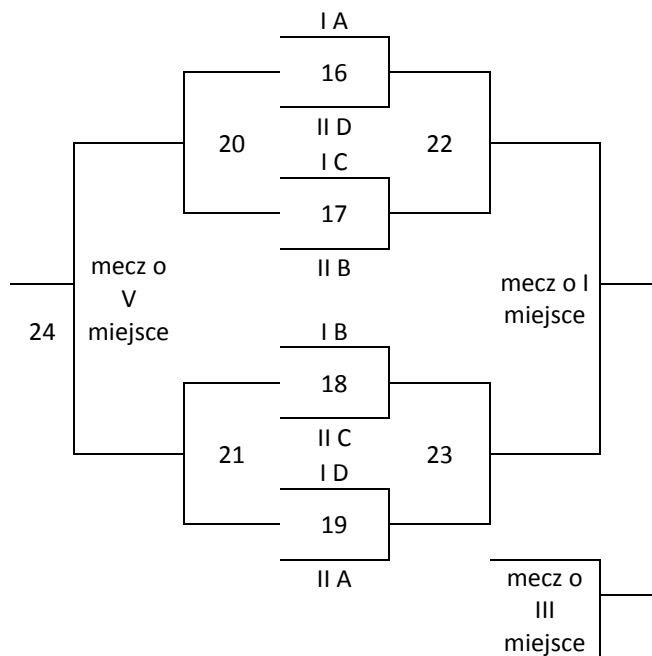 I A
16
II D
20
22
I C
17
II B
mecz o
V
miejsce
mecz o I
miejsce
24
I B
18
II C
21
23
I D
19
II A
mecz o
III
miejsce